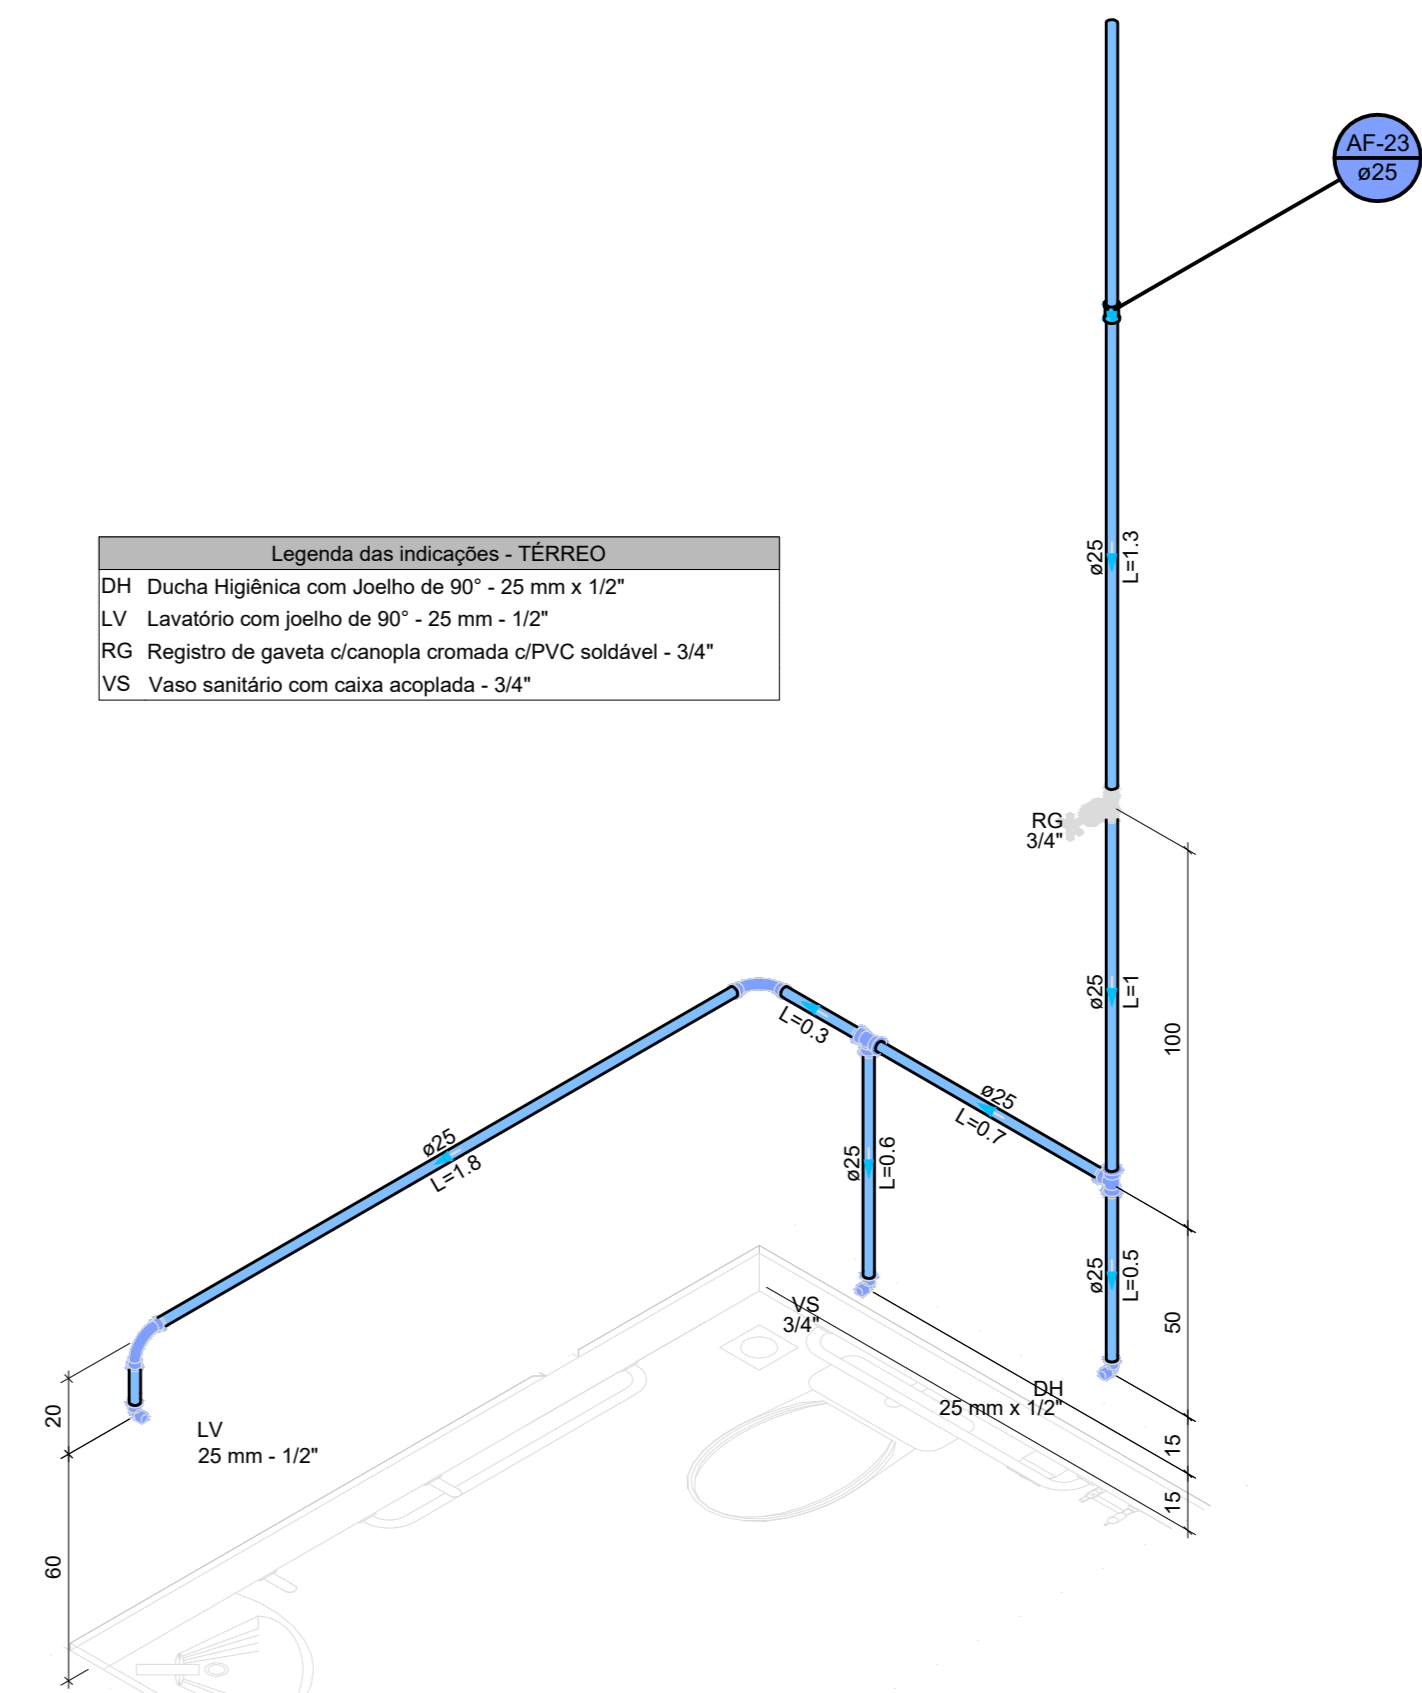 AF-23
ø25
Legenda das indicações - TÉRREO
DH Ducha Higiênica com Joelho de 90° - 25 mm x 1/2"
LV Lavatório com joelho de 90° - 25 mm - 1/2"
RG Registro de gaveta c/canopla cromada c/PVC soldável - 3/4"
VS Vaso sanitário com caixa acoplada - 3/4"
ø25
L=1.3
RG
3/4"
ø25
L=1
100
L=0.3
ø25
L=0.7
ø25
L=1.8
ø25
L=0.6
ø25
L=0.5
50
VS
3/4"
DH
25 mm x 1/2"
20
LV
25 mm - 1/2"
15
15
60